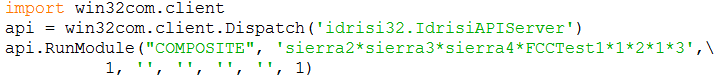 import win32com.client
api = win32com.client.Dispatch('idrisi32.IdrisiAPIServer')
api.RunModule("COMPOSITE", 'sierra2*sierra3*sierra4*FCCTest1*1*2*1*3',\
        1, '', '', '', '', 1)